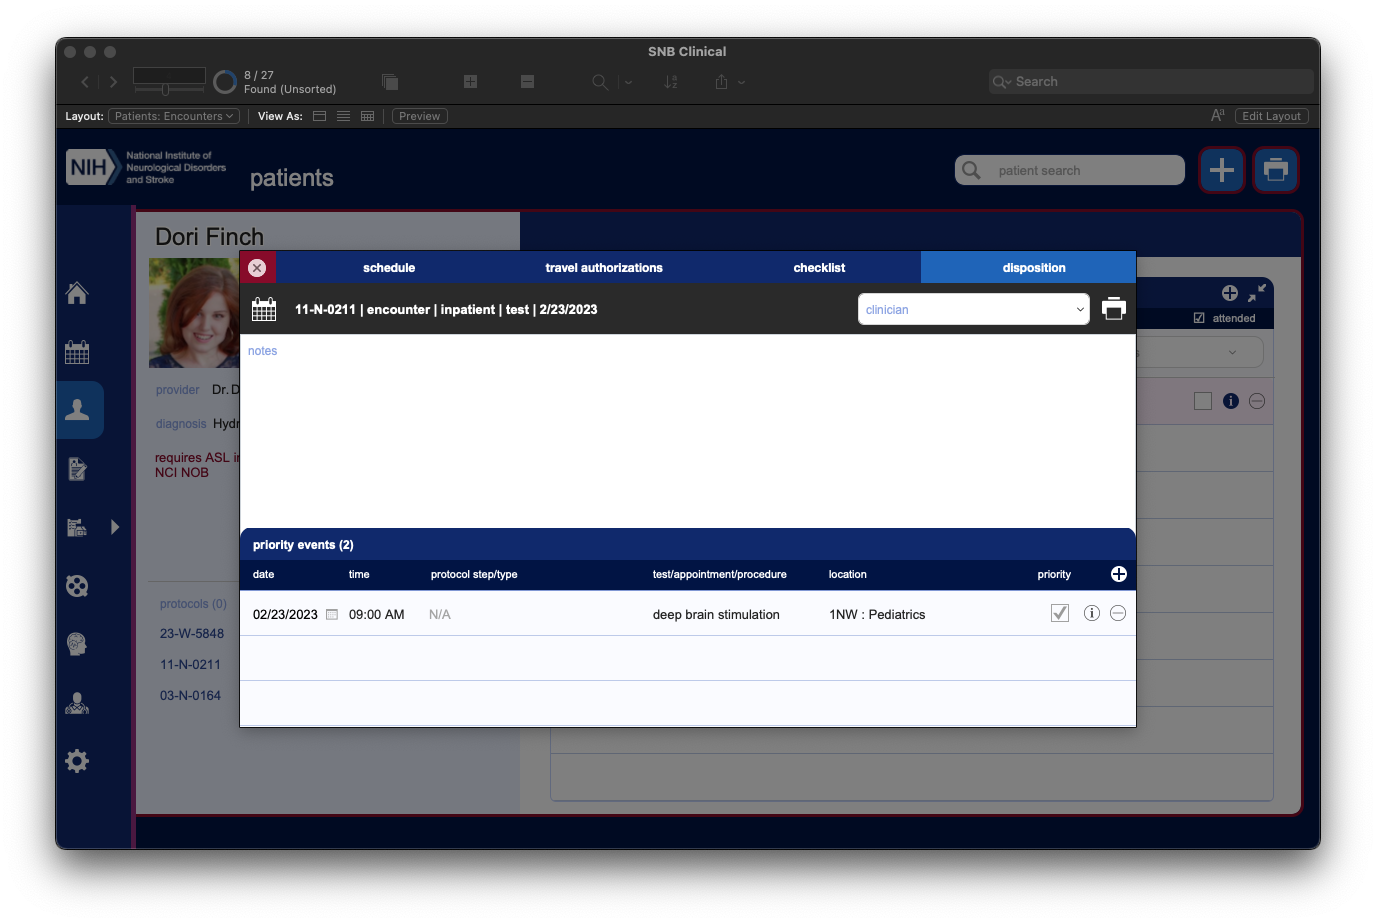 SNB Clinical
8 / 27
Found (Unsorted)
Search
Layout: Patients: Encounters View As: Preview Aa Edit Layout
NIH National Institute of
Neurological Disorders
and Stroke
patients
patient search
Dori Finch
schedule travel authorizations checklist disposition
11-N-0211 | encounter | inpatient | test | 2/23/2023 clinician
attended
notes
provider Dr. D
diagnosis Hydr
requires ASL in
NCI NOB
priority events (2)
date time protocol step/type test/appointment/procedure location priority
02/23/2023 09:00 AM N/A deep brain stimulation 1NW : Pediatrics
protocols (0)
23-W-5848
11-N-0211
03-N-0164